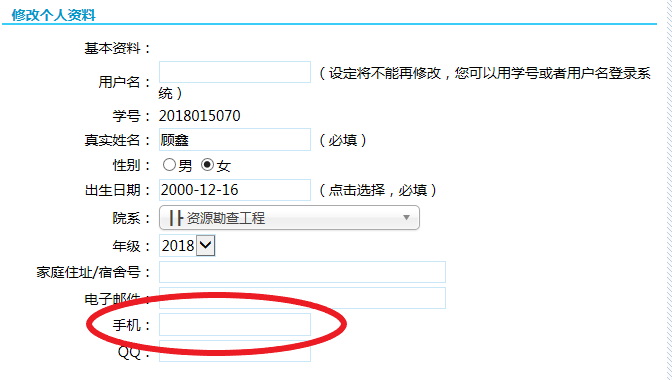 修改个人资料
基本资料：
用户名： （设定将不能再修改，您可以用学号或者用户名登录系
统）
学号： 2018015070
真实姓名： 顾鑫 （必填）
性别： 男 女
出生日期： 2000-12-16 （点击选择，必填）
院系： ┃┣ 资源勘查工程
年级： 2018
家庭住址/宿舍号：
电子邮件：
手机：
QQ：